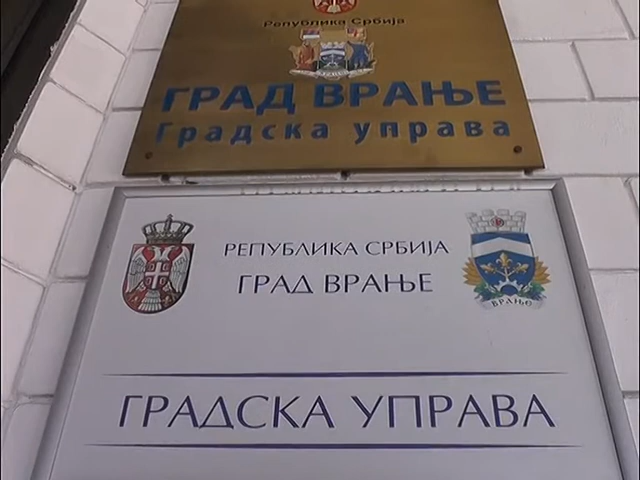 Република Србија
ГРАД ВРАЊЕ
Градска управа
РЕПУБЛИКА СРБИЈА
ГРАД ВРАЊЕ
ВРАЊЕ
ГРАДСКА УПРАВА